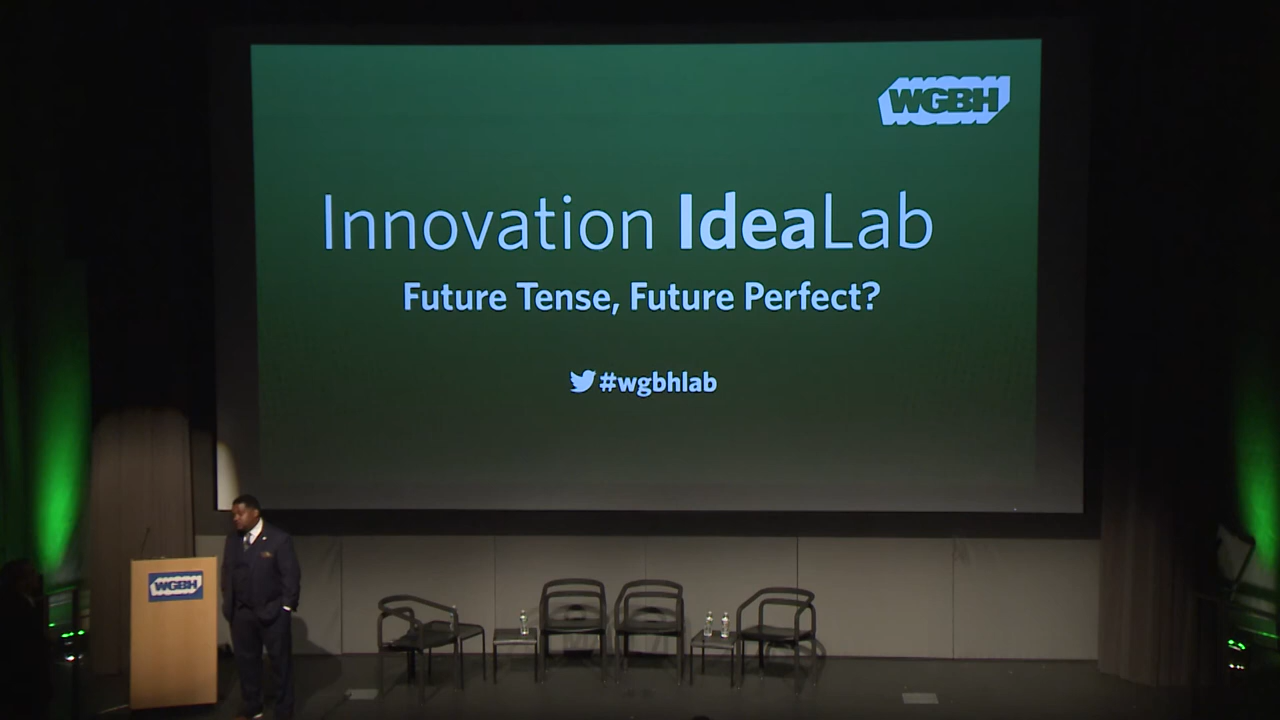 WGBH
Innovation IdeaLab
Future Tense, Future Perfect?
#wgbhlab
WGBH